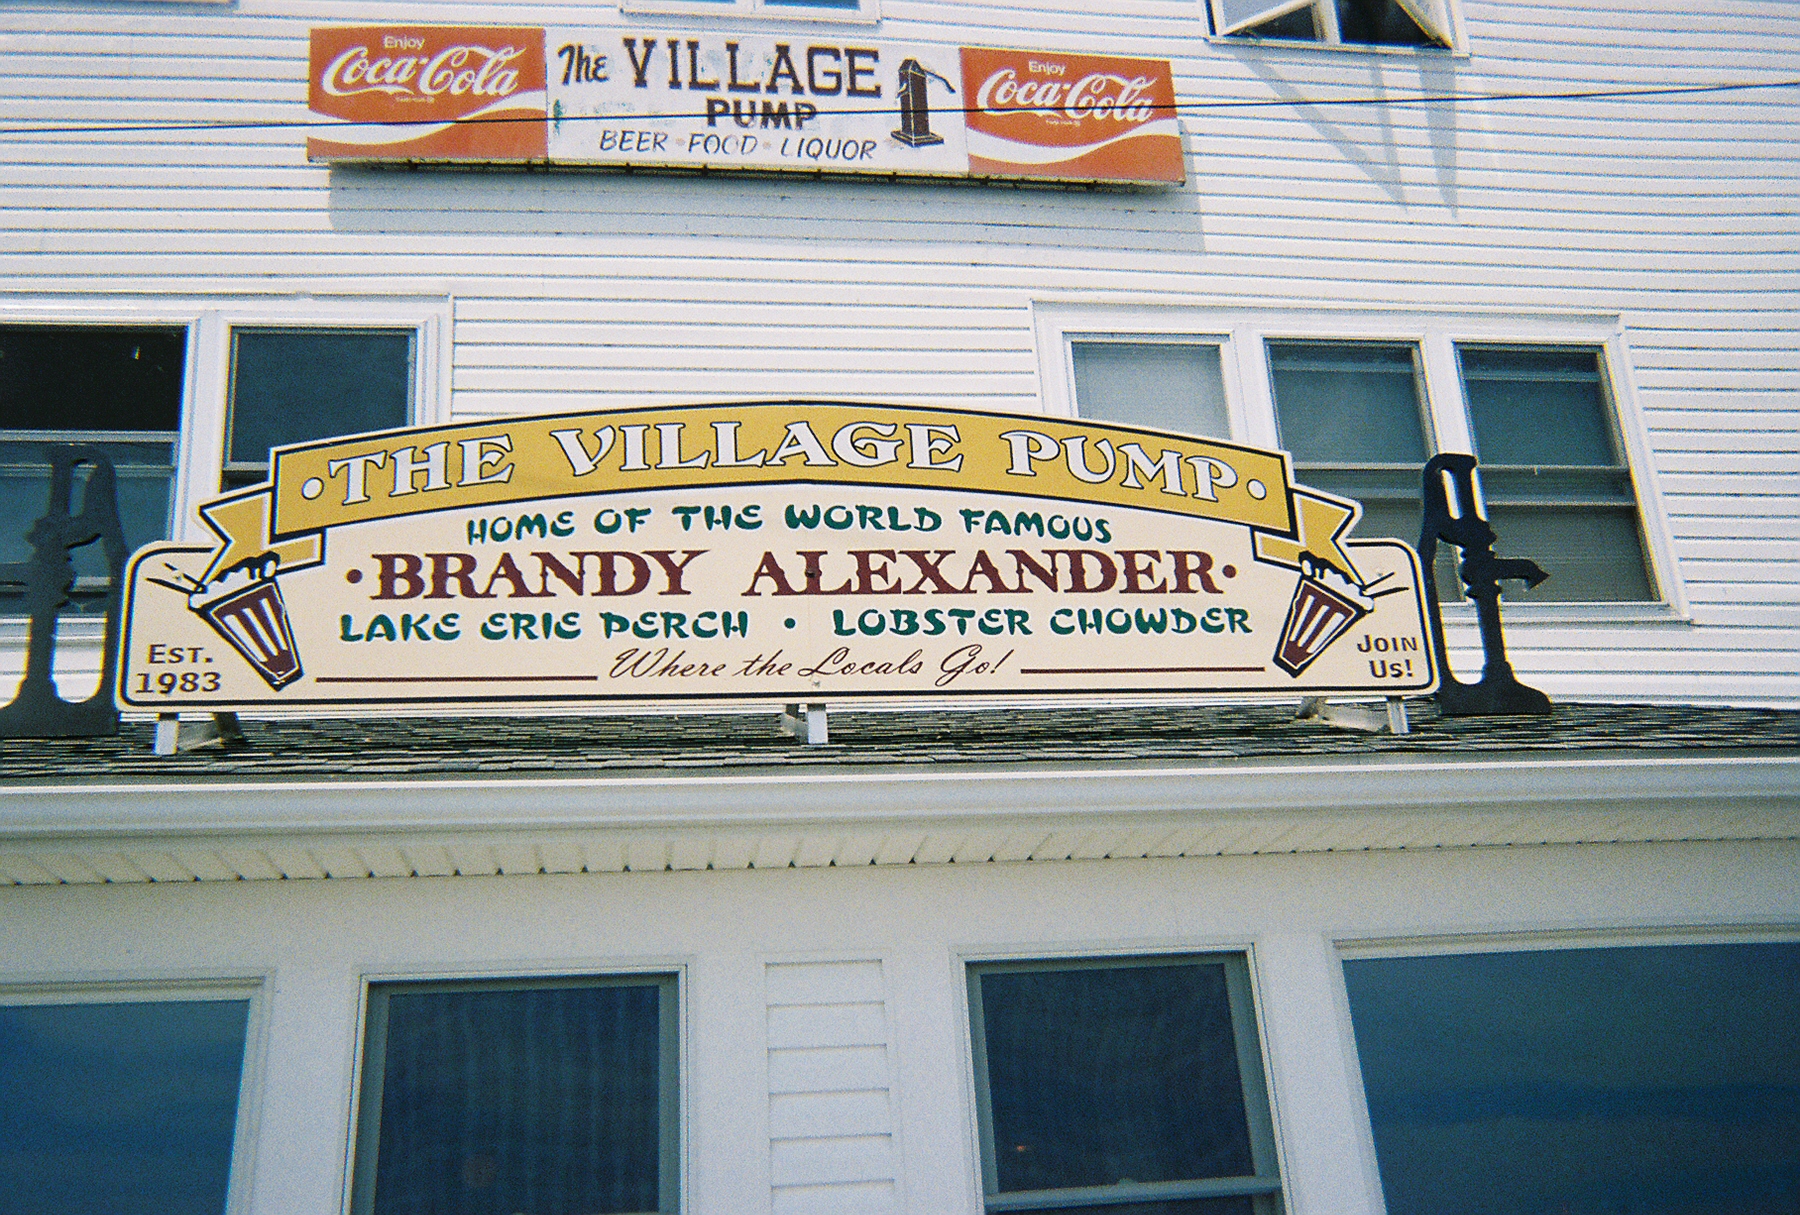 Enjoy
Coca-Cola
The VILLAGE
PUMP
BEER · FOOD · LIQUOR
Enjoy
Coca-Cola
· THE VILLAGE PUMP ·
HOME OF THE WORLD FAMOUS
· BRANDY ALEXANDER ·
LAKE ERIE PERCH · LOBSTER CHOWDER
Where the Locals Go!
EST.
1983
JOIN
US!